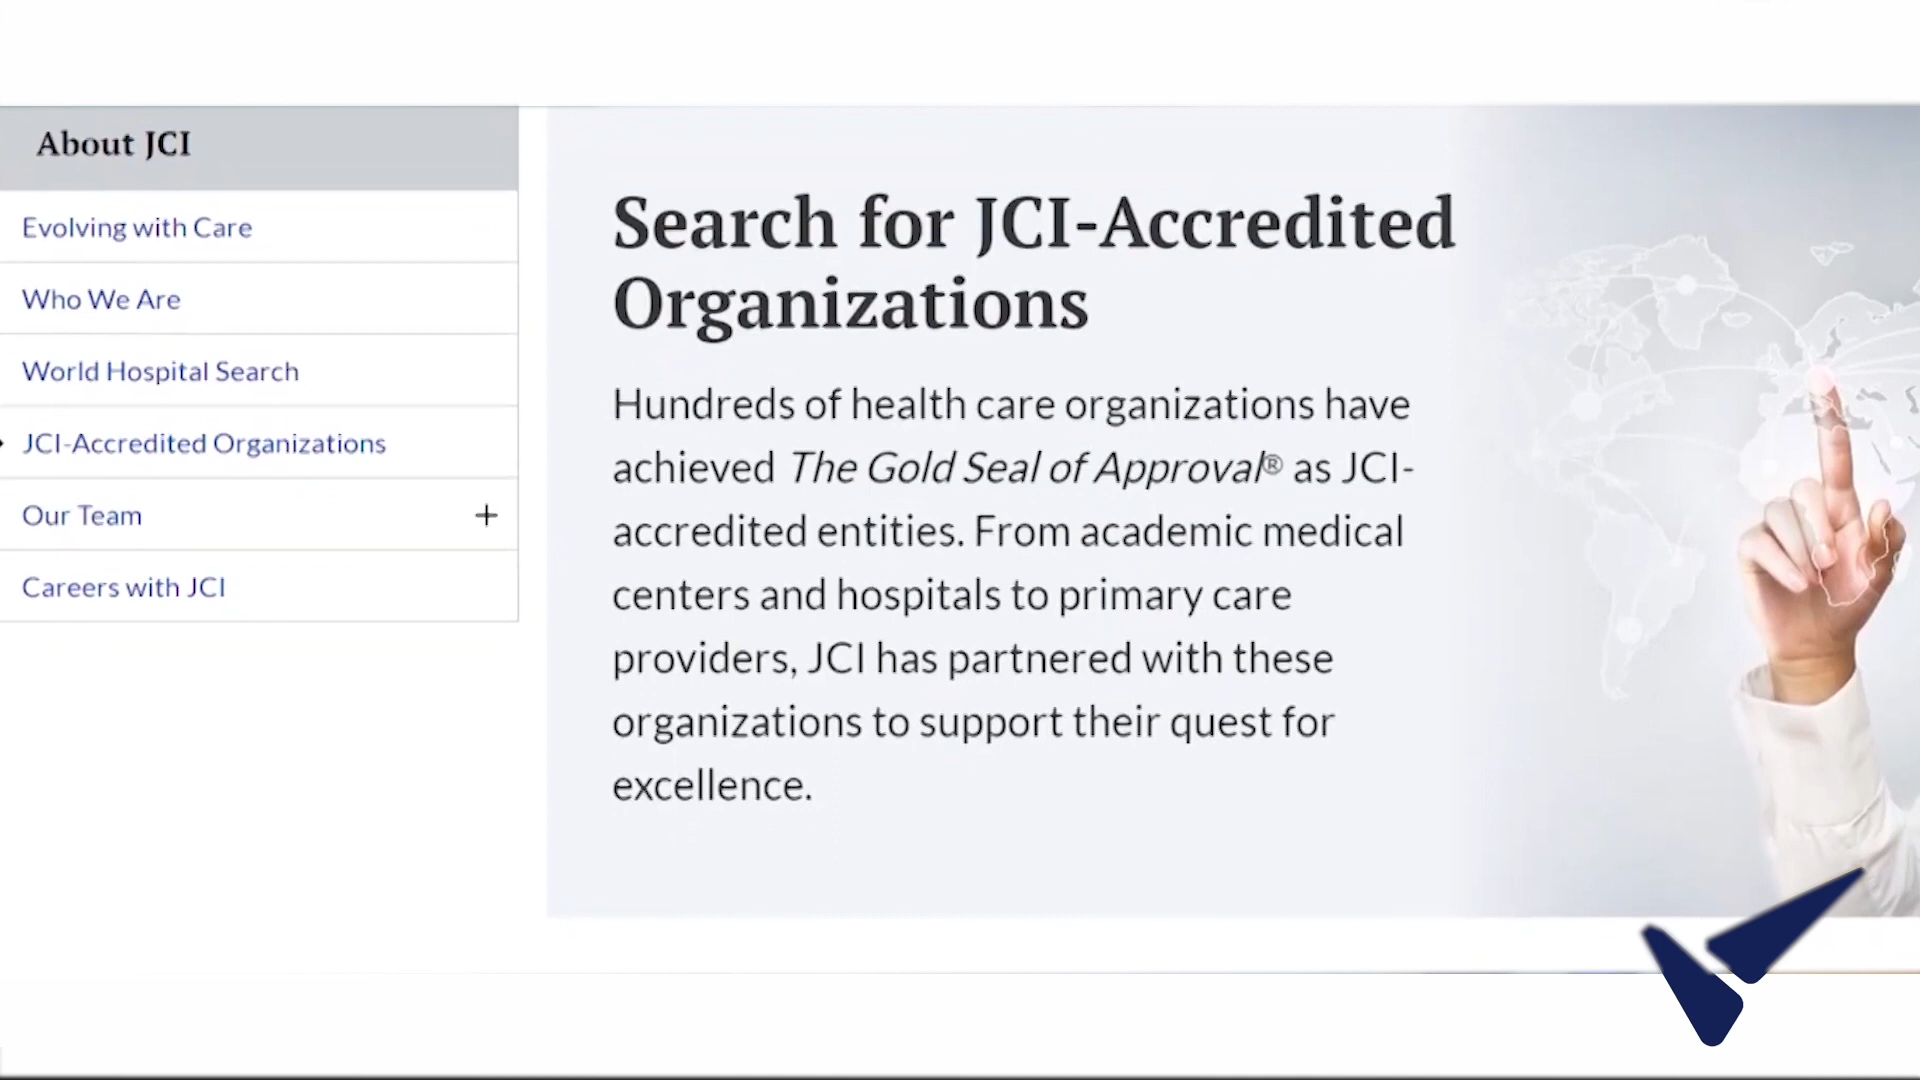 About JCI
Evolving with Care
Who We Are
World Hospital Search
JCI-Accredited Organizations
Our Team
Careers with JCI
Search for JCI-Accredited
Organizations
Hundreds of health care organizations have
achieved The Gold Seal of Approval® as JCI-
accredited entities. From academic medical
centers and hospitals to primary care
providers, JCI has partnered with these
organizations to support their quest for
excellence.